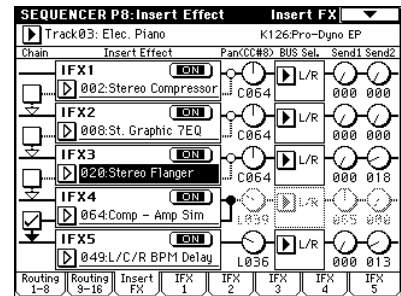 SEQUENCER P8:Insert Effect Insert FX
Track03: Elec. Piano K126:Pro-Dyno EP
Chain Insert Effect Pan(CC#8) BUS Sel. Send1 Send2
IFX1 ON
002:Stereo Compressor C064 L/R 000 000
IFX2 ON
008:St. Graphic 7EQ C064 L/R 000 000
IFX3 ON
020:Stereo Flanger C064 L/R 000 018
IFX4 ON
064:Comp - Amp Sim L039 L/R
IFX5 ON
049:L/C/R BPM Delay L036 L/R 000 013
Routing 1-8 Routing 9-16 Insert FX IFX 1 IFX 2 IFX 3 IFX 4 IFX 5